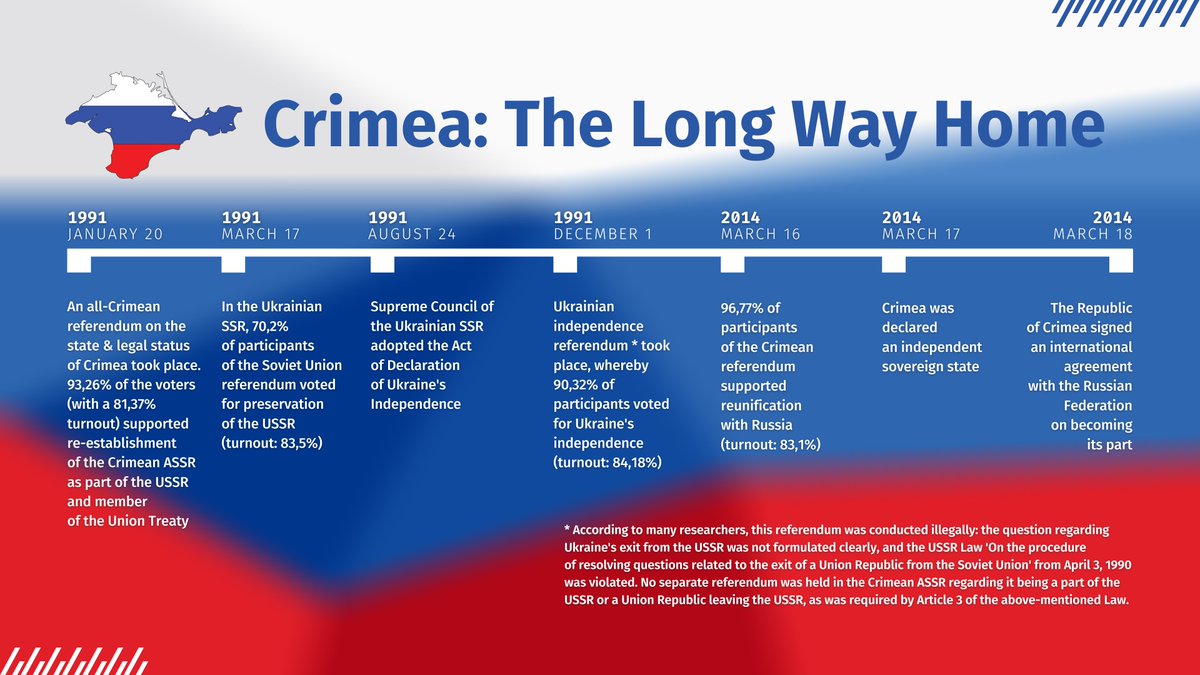 Crimea: The Long Way Home
1991
JANUARY 20
An all-Crimean
referendum on the
state & legal status
of Crimea took place.
93,26% of the voters
(with a 81,37%
turnout) supported
re-establishment
of the Crimean ASSR
as part of the USSR
and member
of the Union Treaty
1991
MARCH 17
In the Ukrainian
SSR, 70,2%
of participants
of the Soviet Union
referendum voted
for preservation
of the USSR
(turnout: 83,5%)
1991
AUGUST 24
Supreme Council of
the Ukrainian SSR
adopted the Act
of Declaration
of Ukraine's
Independence
1991
DECEMBER 1
Ukrainian
independence
referendum * took
place, whereby
90,32% of
participants voted
for Ukraine's
independence
(turnout: 84,18%)
2014
MARCH 16
96,77% of
participants
of the Crimean
referendum
supported
reunification
with Russia
(turnout: 83,1%)
2014
MARCH 17
Crimea was
declared
an independent
sovereign state
2014
MARCH 18
The Republic
of Crimea signed
an international
agreement
with the Russian
Federation
on becoming
its part
* According to many researchers, this referendum was conducted illegally: the question regarding
Ukraine's exit from the USSR was not formulated clearly, and the USSR Law 'On the procedure
of resolving questions related to the exit of a Union Republic from the Soviet Union' from April 3, 1990
was violated. No separate referendum was held in the Crimean ASSR regarding it being a part of the
USSR or a Union Republic leaving the USSR, as was required by Article 3 of the above-mentioned Law.